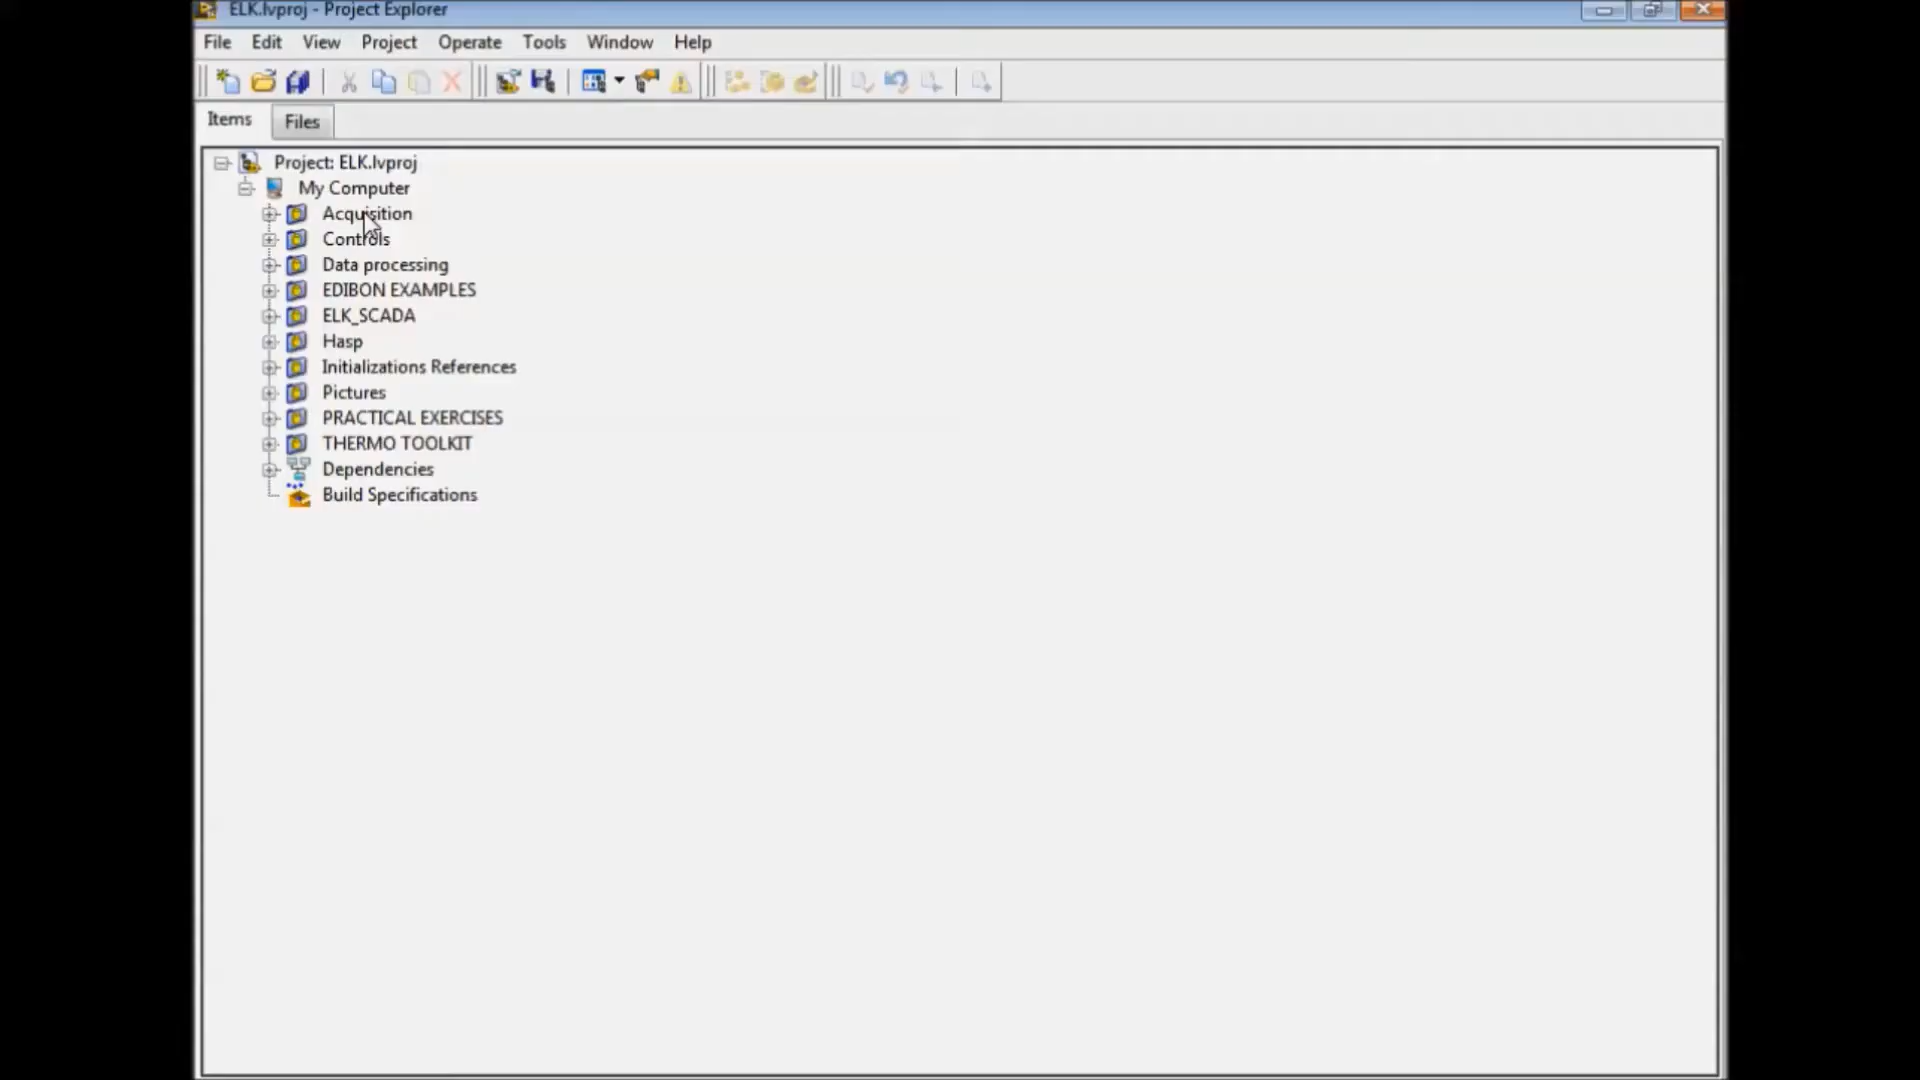 ELK.lvproj - Project Explorer
File Edit View Project Operate Tools Window Help
Items Files
Project: ELK.lvproj
My Computer
Acquisition
Controls
Data processing
EDIBON EXAMPLES
ELK_SCADA
Hasp
Initializations References
Pictures
PRACTICAL EXERCISES
THERMO TOOLKIT
Dependencies
Build Specifications